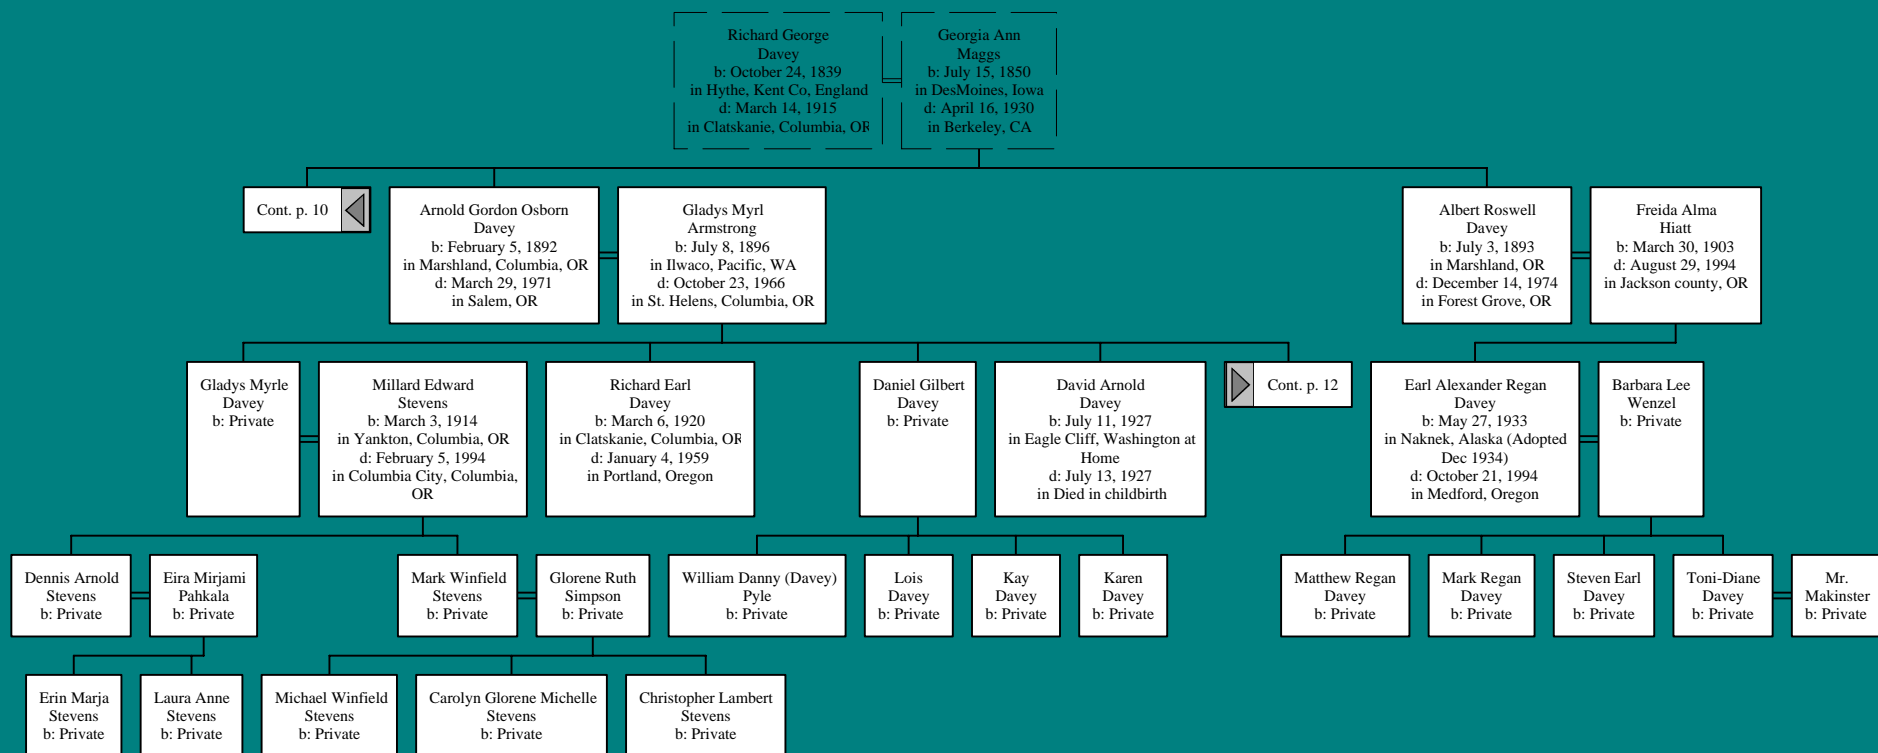 Richard George
Davey
b: October 24, 1839
in Hythe, Kent Co, England
d: March 14, 1915
in Clatskanie, Columbia, OR
Georgia Ann
Maggs
b: July 15, 1850
in DesMoines, Iowa
d: April 16, 1930
in Berkeley, CA
Cont. p. 10
Arnold Gordon Osborn
Davey
b: February 5, 1892
in Marshland, Columbia, OR
d: March 29, 1971
in Salem, OR
Gladys Myrl
Armstrong
b: July 8, 1896
in Ilwaco, Pacific, WA
d: October 23, 1966
in St. Helens, Columbia, OR
Albert Roswell
Davey
b: July 3, 1893
in Marshland, OR
d: December 14, 1974
in Forest Grove, OR
Freida Alma
Hiatt
b: March 30, 1903
d: August 29, 1994
in Jackson county, OR
Gladys Myrle
Davey
b: Private
Millard Edward
Stevens
b: March 3, 1914
in Yankton, Columbia, OR
d: February 5, 1994
in Columbia City, Columbia,
OR
Richard Earl
Davey
b: March 6, 1920
in Clatskanie, Columbia, OR
d: January 4, 1959
in Portland, Oregon
Daniel Gilbert
Davey
b: Private
David Arnold
Davey
b: July 11, 1927
in Eagle Cliff, Washington at
Home
d: July 13, 1927
in Died in childbirth
Cont. p. 12
Earl Alexander Regan
Davey
b: May 27, 1933
in Naknek, Alaska (Adopted
Dec 1934)
d: October 21, 1994
in Medford, Oregon
Barbara Lee
Wenzel
b: Private
Dennis Arnold
Stevens
b: Private
Eira Mirjami
Pahkala
b: Private
Mark Winfield
Stevens
b: Private
Glorene Ruth
Simpson
b: Private
William Danny (Davey)
Pyle
b: Private
Lois
Davey
b: Private
Kay
Davey
b: Private
Karen
Davey
b: Private
Matthew Regan
Davey
b: Private
Mark Regan
Davey
b: Private
Steven Earl
Davey
b: Private
Toni-Diane
Davey
b: Private
Mr.
Makinster
b: Private
Erin Marja
Stevens
b: Private
Laura Anne
Stevens
b: Private
Michael Winfield
Stevens
b: Private
Carolyn Glorene Michelle
Stevens
b: Private
Christopher Lambert
Stevens
b: Private